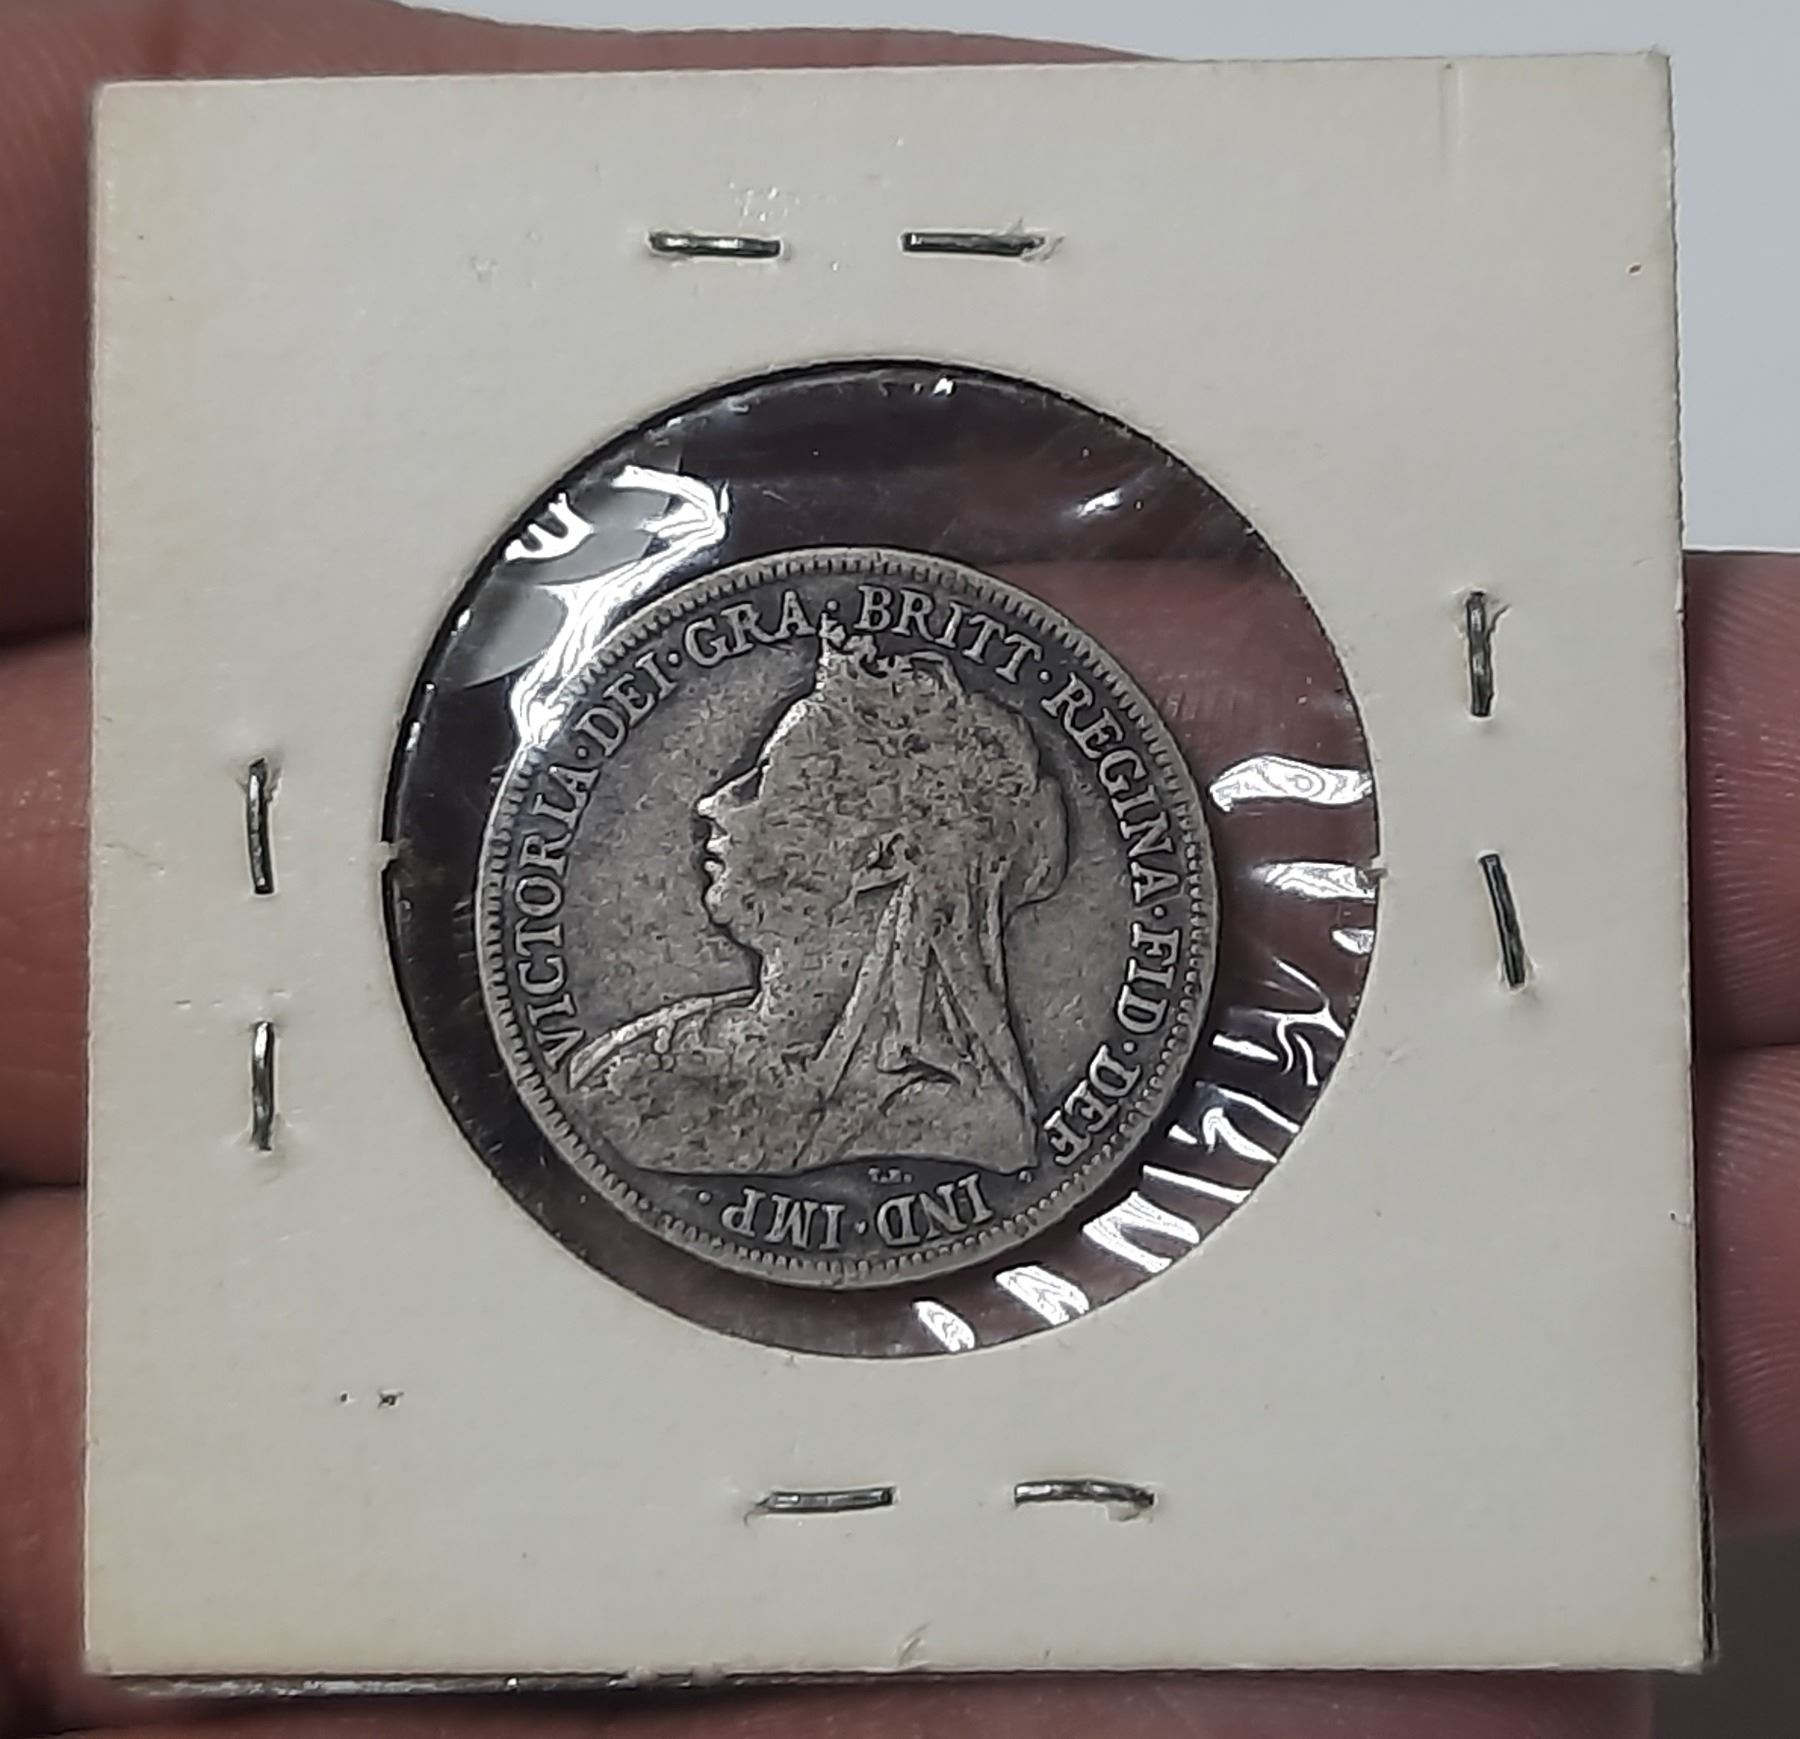 VICTORIA·DEI·GRA·BRITT·REGINA·FID·DEF·
IND·IMP·
T.B.